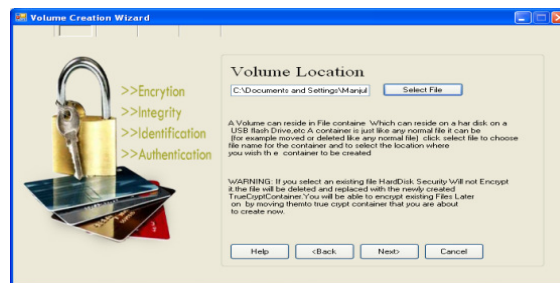 Volume Creation Wizard
>>Encrytion
>>Integrity
>>Identification
>>Authentication
Volume Location
C:\Documents and Settings\Manjul
Select File
A Volume can reside in File containe Which can reside on a har disk on a
USB flash Drive,etc A container is just like any normal file it can be
(for example moved or deleted like any normal file) click select file to choose
file name for the container and to select the location where
you wish th e container to be created
WARNING: If you select an existing file HardDisk Security Will not Encrypt
it.the file will be deleted and replaced with the newly created
TrueCryptContainer.You will be able to encrypt existing Files Later
on by moving themto true crypt container that you are about
to create now.
Help
<Back
Next>
Cancel